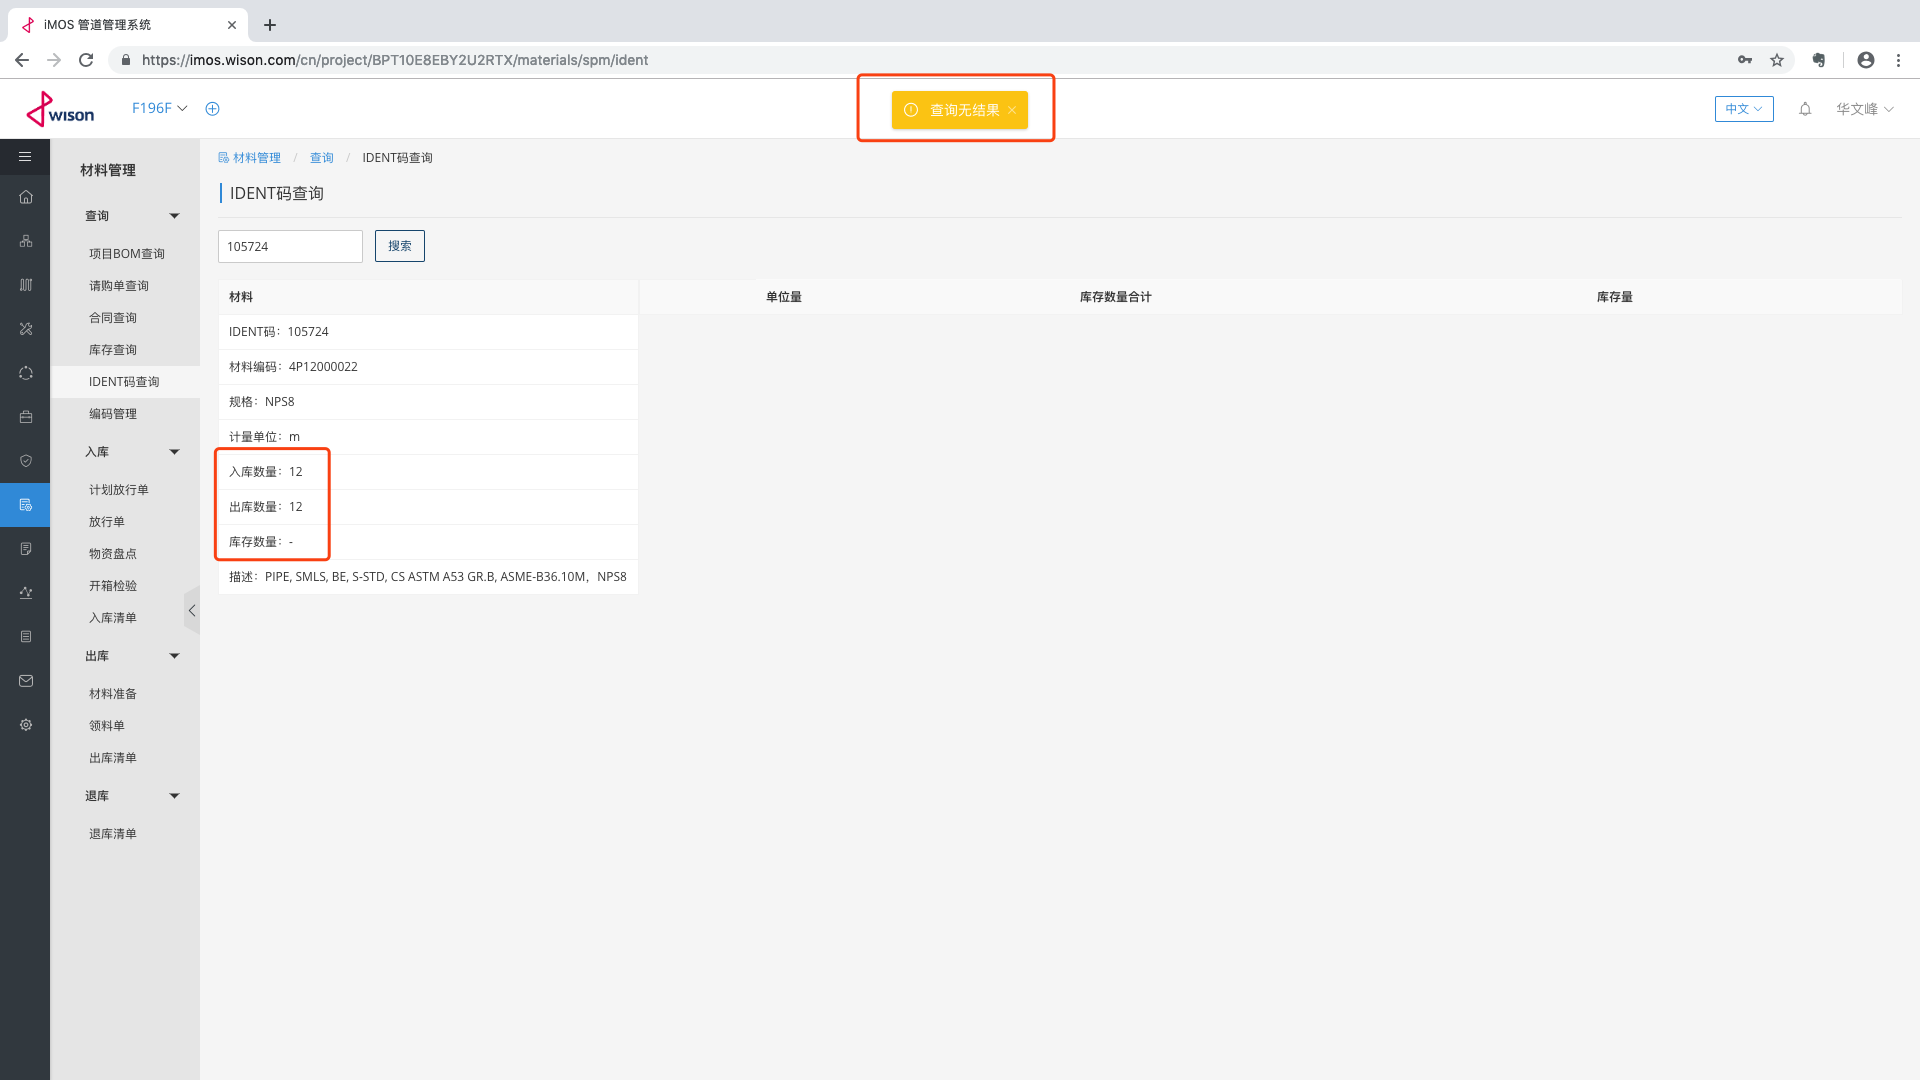 iMOS 管道管理系统
https://imos.wison.com/cn/project/BPT10E8EBY2U2RTX/materials/spm/ident
wison
F196F
查询无结果
中文
华文峰
材料管理
查询
项目BOM查询
请购单查询
合同查询
库存查询
IDENT码查询
编码管理
入库
计划放行单
放行单
物资盘点
开箱检验
入库清单
出库
材料准备
领料单
出库清单
退库
退库清单
材料管理 / 查询 / IDENT码查询
IDENT码查询
105724 搜索
材料 单位量 库存数量合计 库存量
IDENT码：105724
材料编码：4P12000022
规格：NPS8
计量单位：m
入库数量：12
出库数量：12
库存数量：-
描述：PIPE, SMLS, BE, S-STD, CS ASTM A53 GR.B, ASME-B36.10M，NPS8